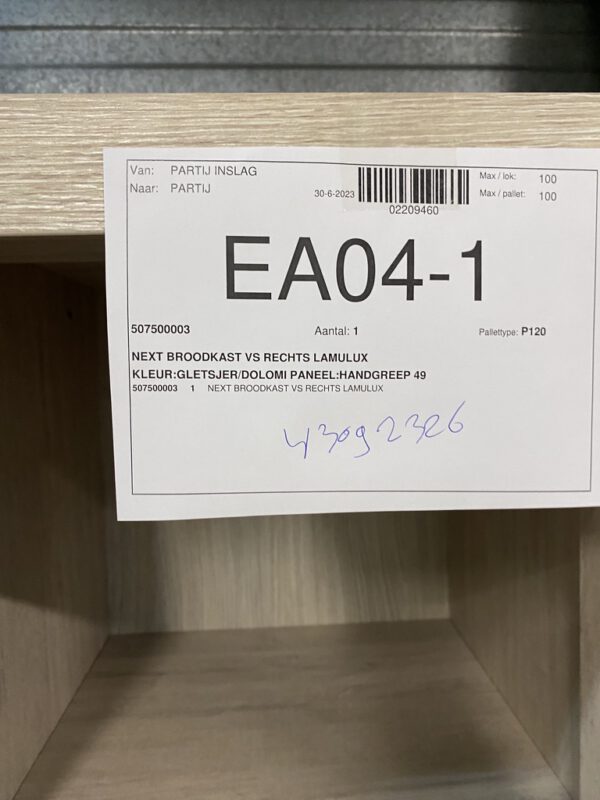 Van: PARTIJ INSLAG
Naar: PARTIJ
30-6-2023
02209460
Max / lok: 100
Max / pallet: 100
EA04-1
507500003 Aantal: 1 Pallettype: P120
NEXT BROODKAST VS RECHTS LAMULUX
KLEUR:GLETSJER/DOLOMI PANEEL:HANDGREEP 49
507500003 1 NEXT BROODKAST VS RECHTS LAMULUX
43092326